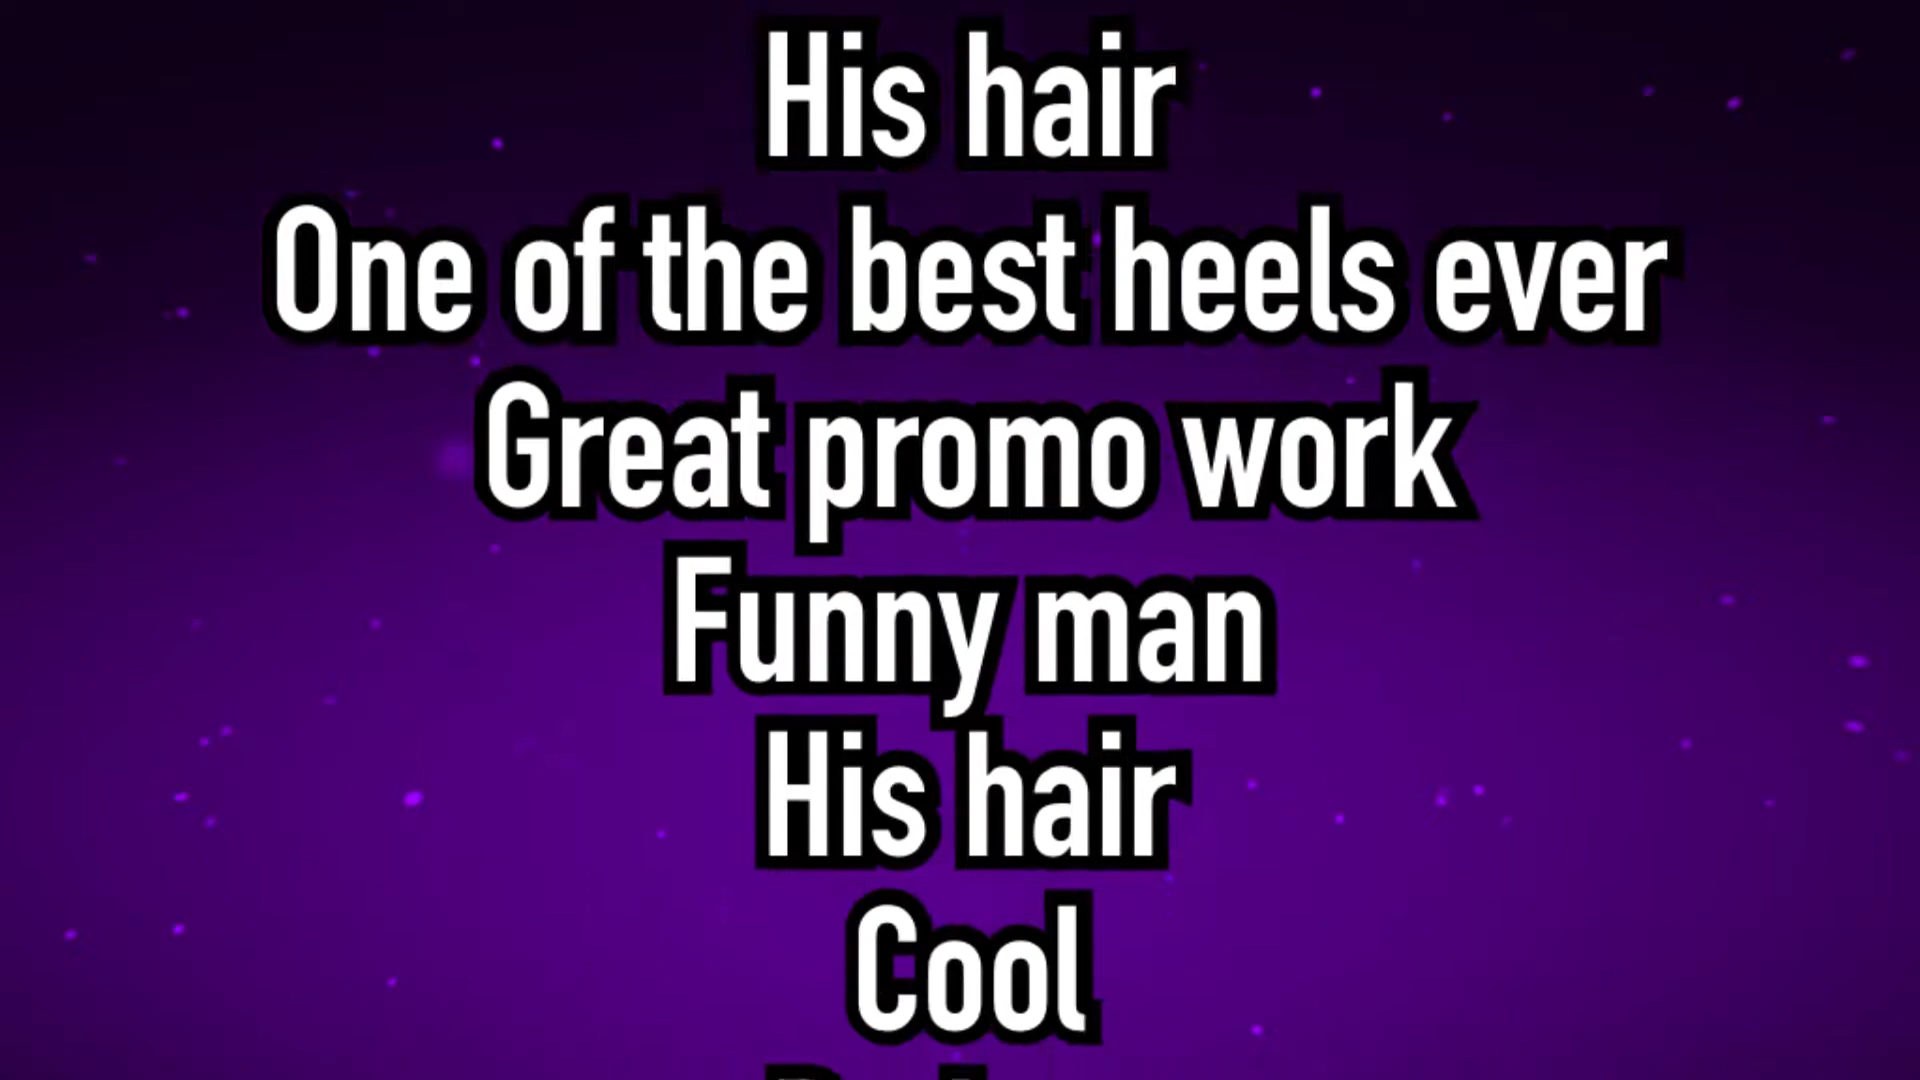 His hair
One of the best heels ever
Great promo work
Funny man
His hair
Cool